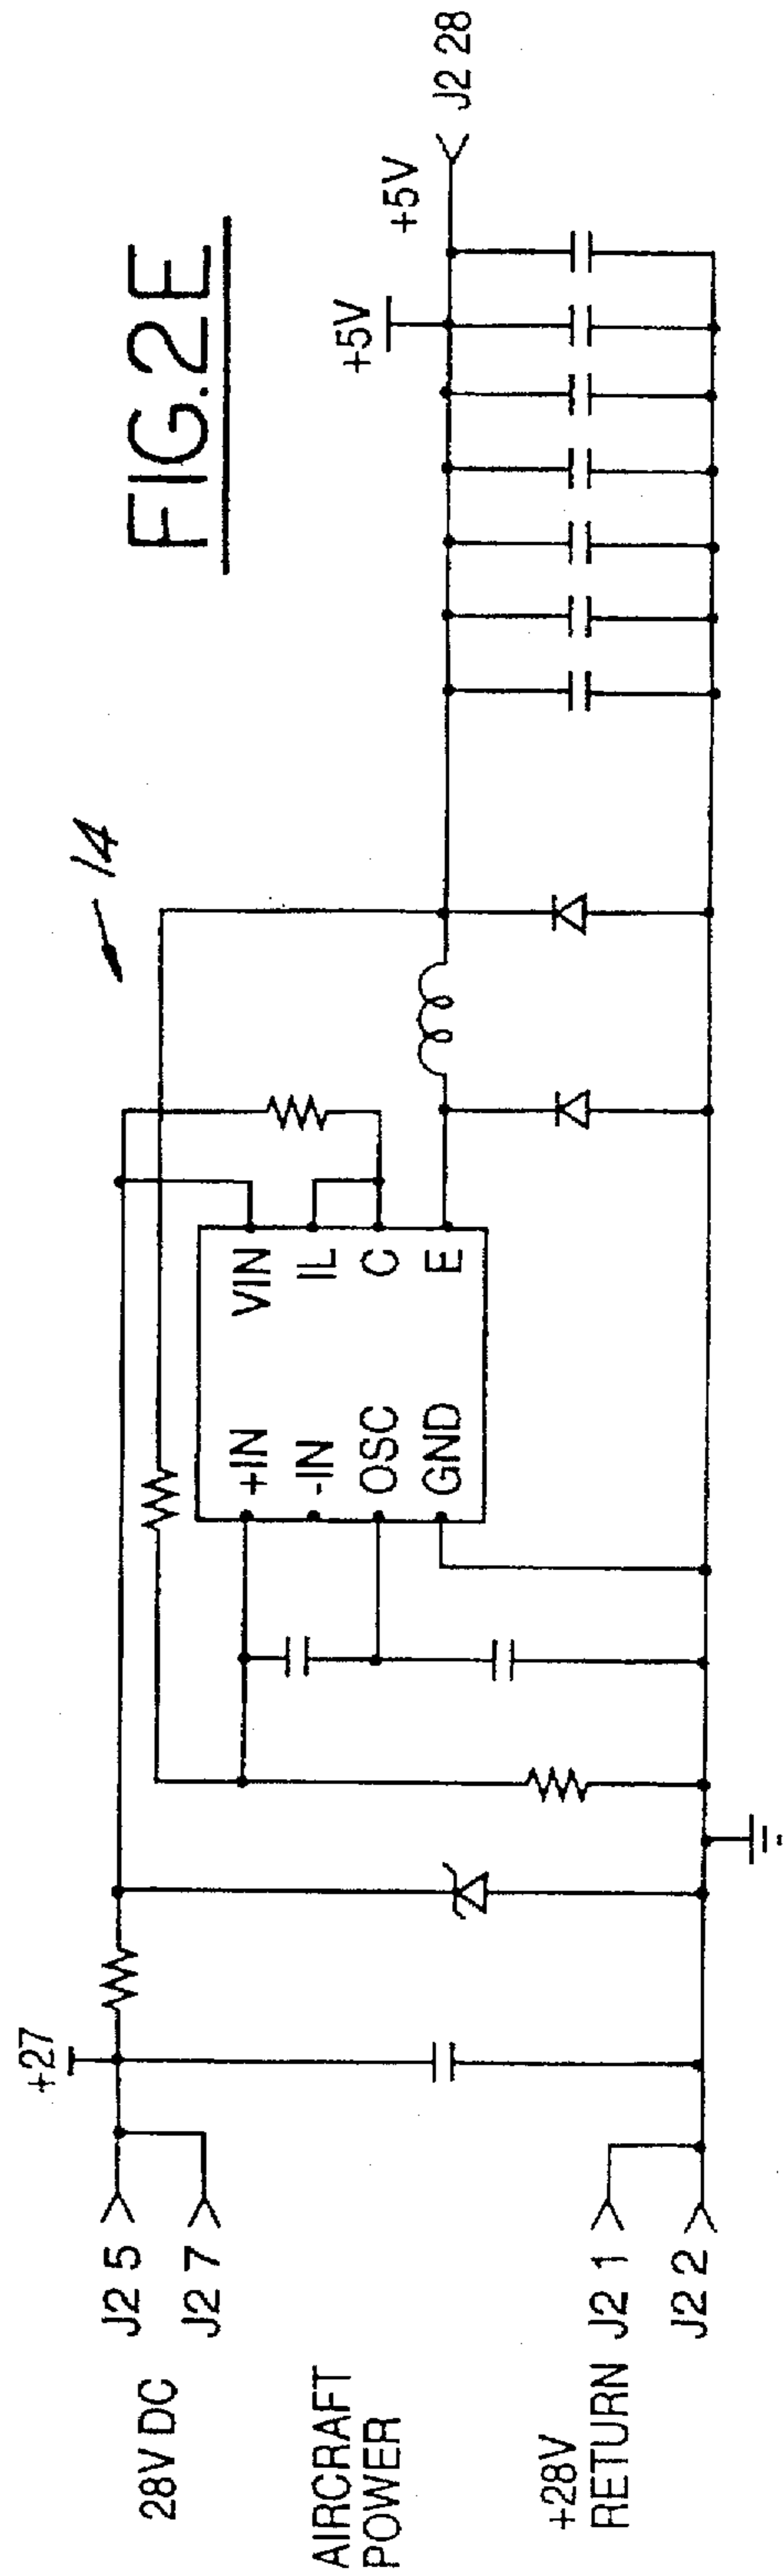 FIG.2E
14
+27
J2 5
28V DC
J2 7
AIRCRAFT
POWER
+28V
RETURN J2 1
J2 2
+IN
-IN
OSC
GND
VIN
IL
C
E
+5V
+5V
J2 28